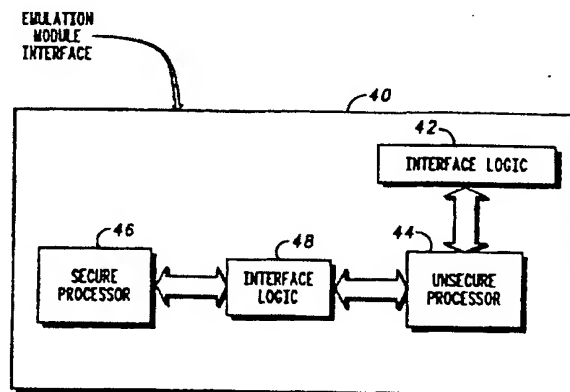 EMULATION
MODULE
INTERFACE
40
42
INTERFACE LOGIC
46
48
44
SECURE
PROCESSOR
INTERFACE
LOGIC
UNSECURE
PROCESSOR